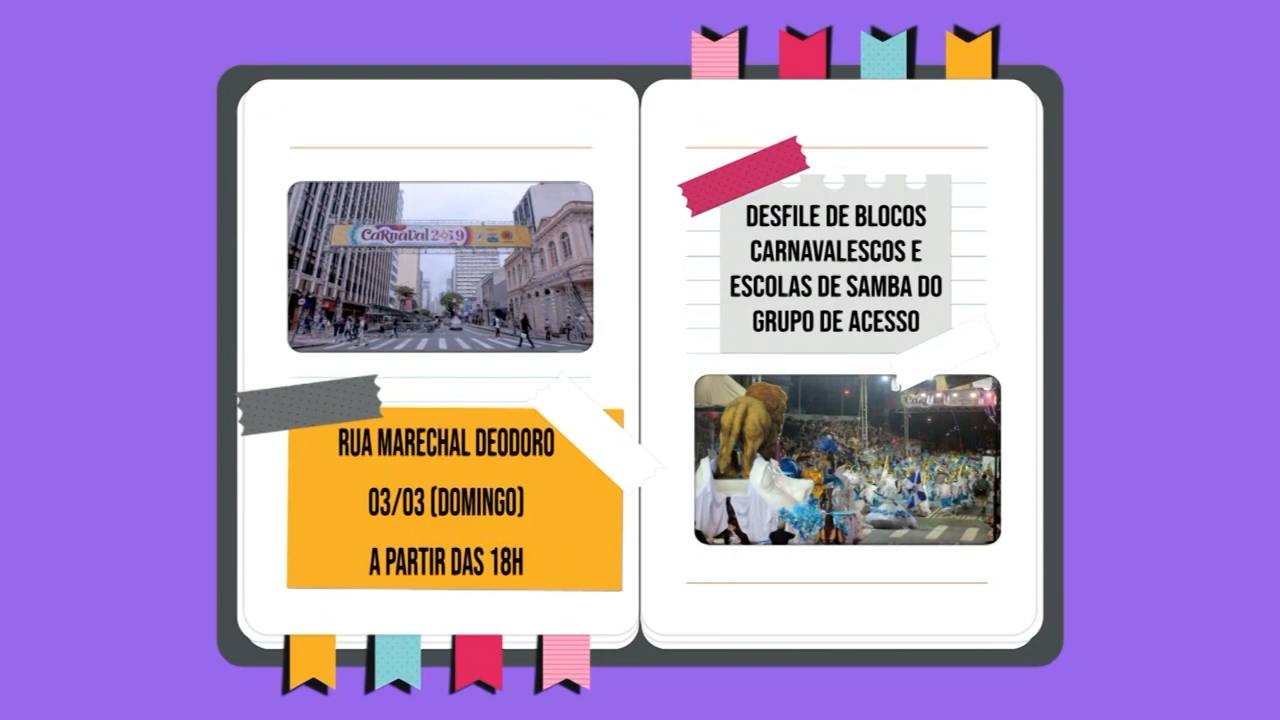 CaRnaval 2019
RUA MARECHAL DEODORO
03/03 (DOMINGO)
A PARTIR DAS 18H
DESFILE DE BLOCOS
CARNAVALESCOS E
ESCOLAS DE SAMBA DO
GRUPO DE ACESSO